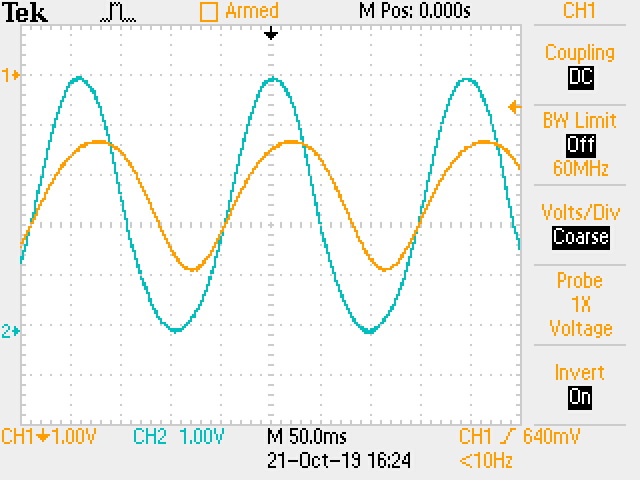 Tek Armed M Pos: 0.000s CH1
Coupling
DC
1
BW Limit
Off
60MHz
Volts/Div
Coarse
Probe
1X
Voltage
2
Invert
On
CH1 1.00V CH2 1.00V M 50.0ms CH1 640mV
21-Oct-19 16:24 <10Hz